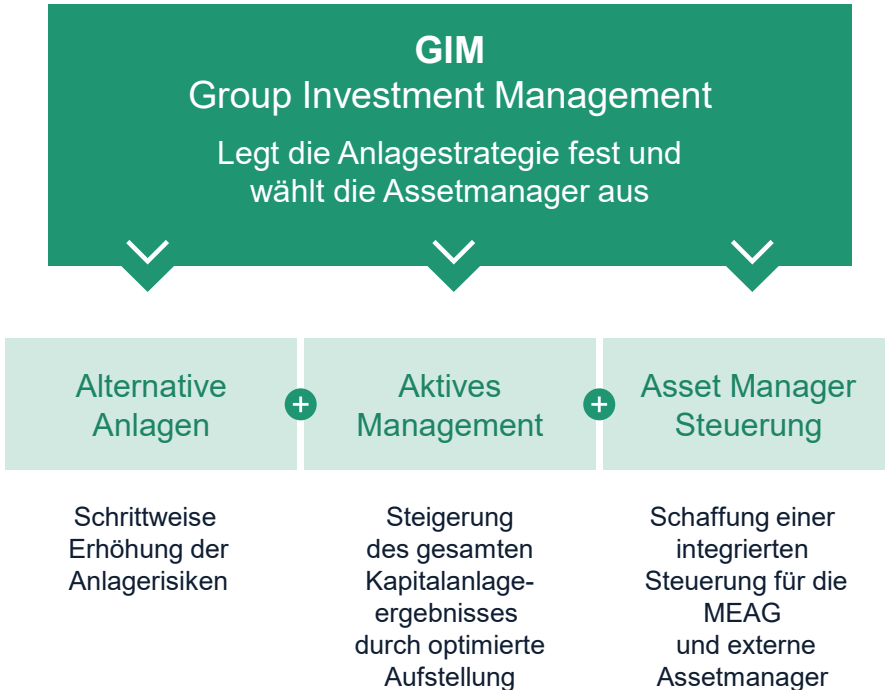 GIM
Group Investment Management
Legt die Anlagestrategie fest und
wählt die Assetmanager aus
Alternative
Anlagen
+
Aktives
Management
+
Asset Manager
Steuerung
Schrittweise
Erhöhung der
Anlagerisiken
Steigerung
des gesamten
Kapitalanlage-
ergebnisses
durch optimierte
Aufstellung
Schaffung einer
integrierten
Steuerung für die
MEAG
und externe
Assetmanager